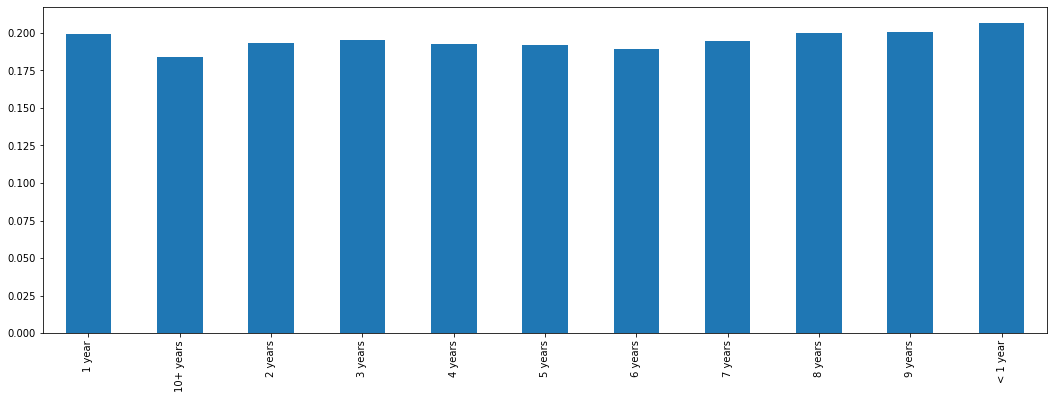 0.200
0.175
0.150
0.125
0.100
0.075
0.050
0.025
0.000
1 year
10+ years
2 years
3 years
4 years
5 years
6 years
7 years
8 years
9 years
< 1 year